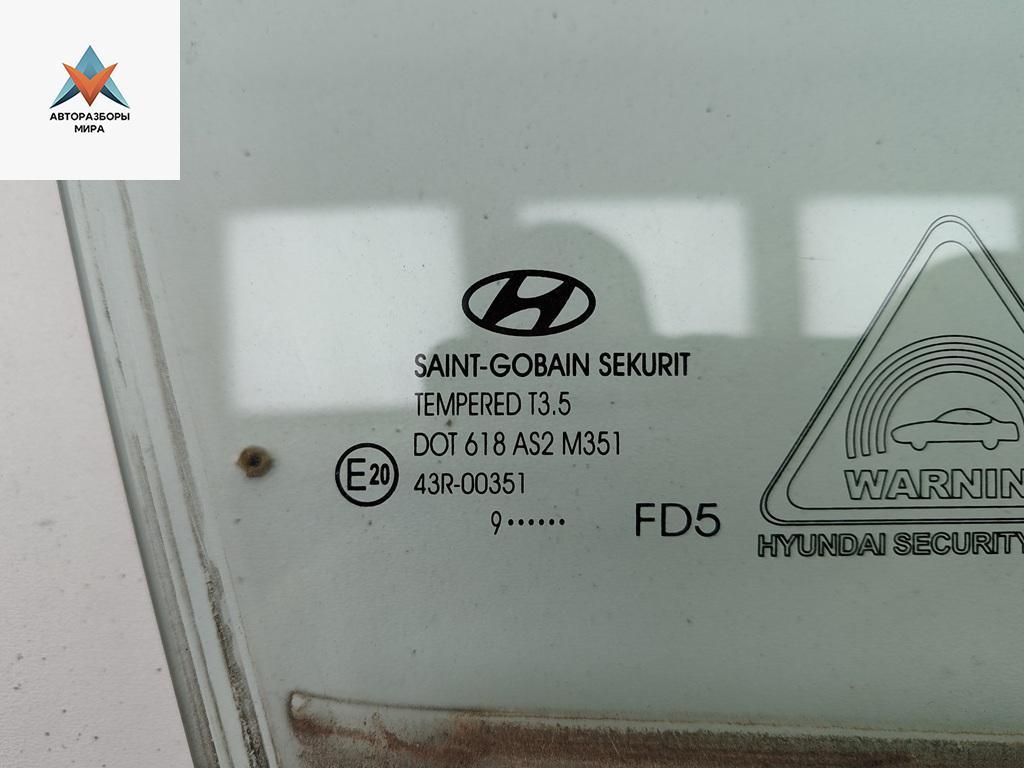 АВТОРАЗБОРЫ
МИРА
SAINT-GOBAIN SEKURIT
TEMPERED T3.5
DOT 618 AS2 M351
E20
43R-00351
9 ......
FD5
WARNIN
HYUNDAI SECURITY